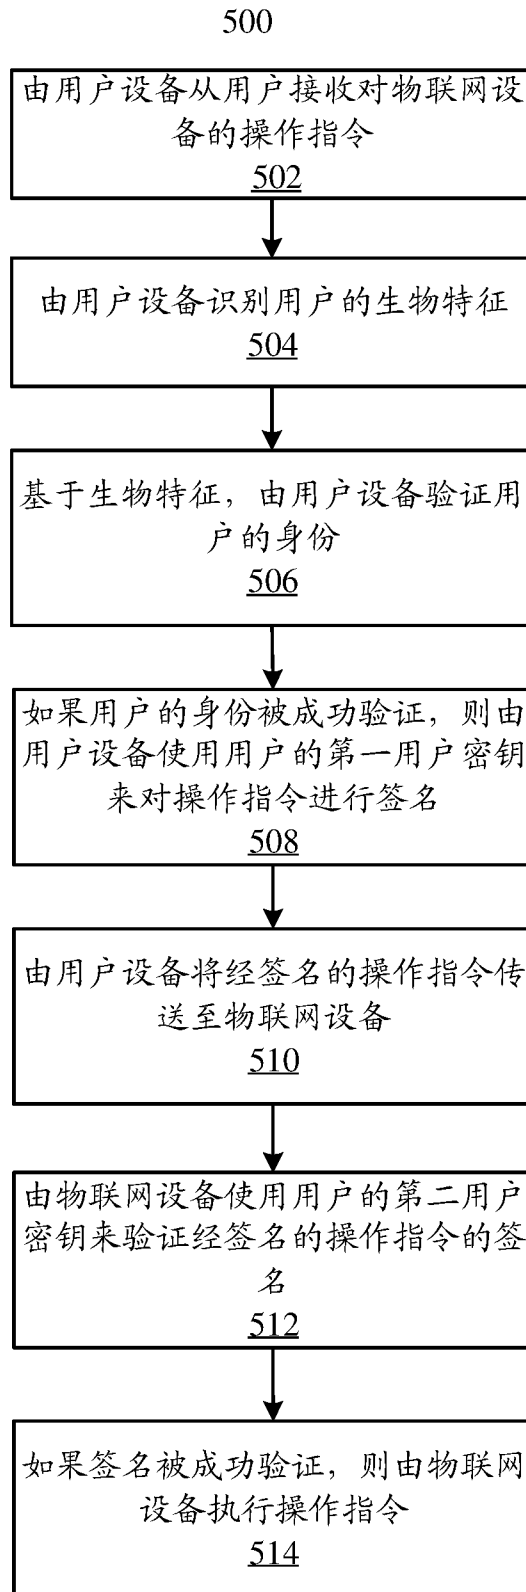 500
由用户设备从用户接收对物联网设
备的操作指令
502
由用户设备识别用户的生物特征
504
基于生物特征，由用户设备验证用
户的身份
506
如果用户的身份被成功验证，则由
用户设备使用用户的第一用户密钥
来对操作指令进行签名
508
由用户设备将经签名的操作指令传
送至物联网设备
510
由物联网设备使用用户的第二用户
密钥来验证经签名的操作指令的签
名
512
如果签名被成功验证，则由物联网
设备执行操作指令
514